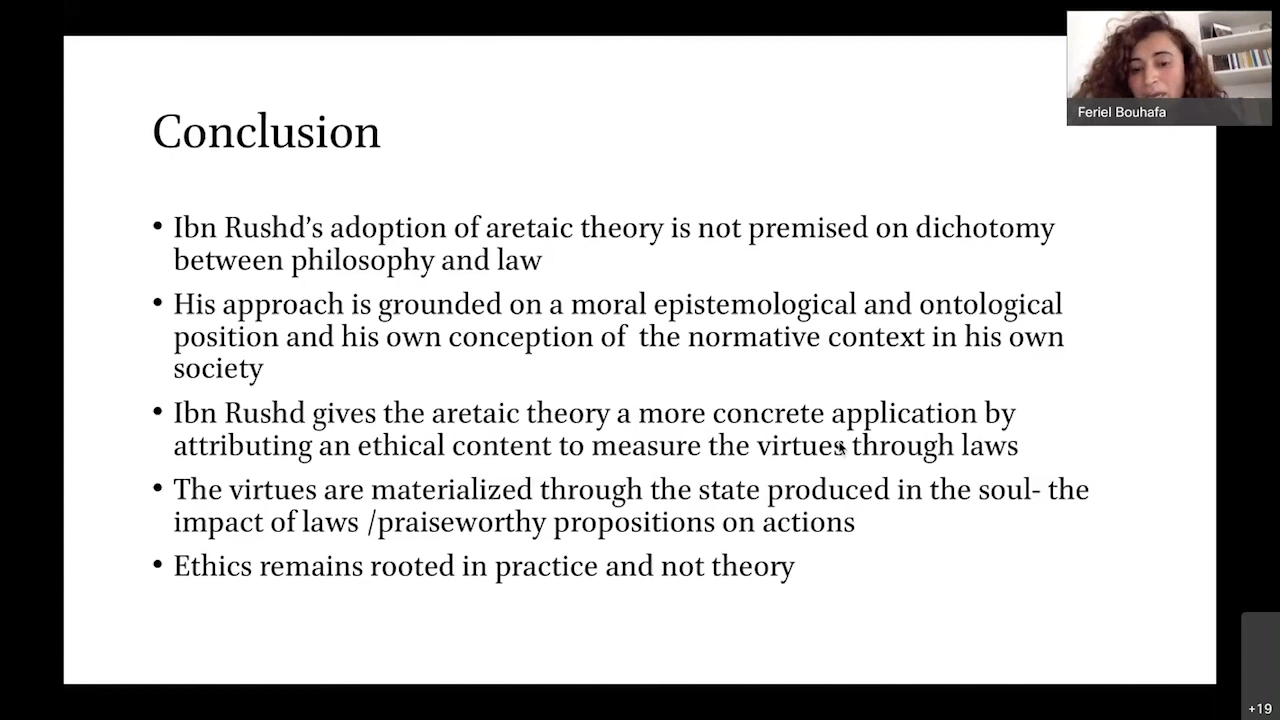 Conclusion
• Ibn Rushd’s adoption of aretaic theory is not premised on dichotomy
between philosophy and law
• His approach is grounded on a moral epistemological and ontological
position and his own conception of  the normative context in his own
society
• Ibn Rushd gives the aretaic theory a more concrete application by
attributing an ethical content to measure the virtues through laws
• The virtues are materialized through the state produced in the soul- the
impact of laws /praiseworthy propositions on actions
• Ethics remains rooted in practice and not theory
Feriel Bouhafa
+19